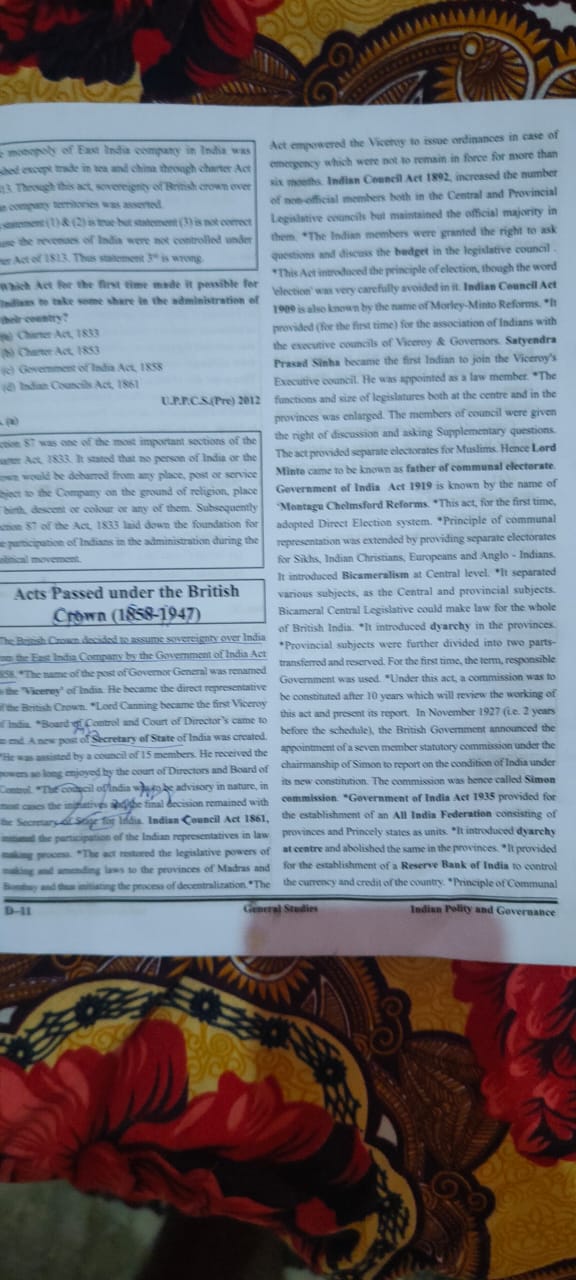 monopoly of East India company in India was
except trade in tea and china through charter Act
Through this act, sovereignty of British crown over
company territories was asserted.
statement (1) & (2) is true but statement (3) is not correct
the revenues of India were not controlled under
Act of 1813. Thus statement 3rd is wrong.
Which Act for the first time made it possible for
Indians to take some share in the administration of
their country?
(a) Charter Act, 1833
(b) Charter Act, 1853
(c) Government of India Act, 1858
(d) Indian Councils Act, 1861
U.P.P.C.S.(Pre) 2012
(a)
87 was one of the most important sections of the
Act, 1833. It stated that no person of India or the
would be debarred from any place, post or service
to the Company on the ground of religion, place
birth, descent or colour or any of them. Subsequently
87 of the Act, 1833 laid down the foundation for
participation of Indians in the administration during the
movement.
Acts Passed under the British
Crown (1858-1947)
The British Crown decided to assume sovereignty over India
the East India Company by the Government of India Act
*The name of the post of Governor General was renamed
the 'Viceroy' of India. He became the direct representative
the British Crown. *Lord Canning became the first Viceroy
India. *Board of Control and Court of Director's came to
end. A new post of Secretary of State of India was created.
*He was assisted by a council of 15 members. He received the
powers so long enjoyed by the court of Directors and Board of
Control. *The council of India was to be advisory in nature, in
most cases the initiatives and the final decision remained with
the Secretary of State for India. Indian Council Act 1861,
the participation of the Indian representatives in law
making process. *The act restored the legislative powers of
making and amending laws to the provinces of Madras and
Bombay and thus initiating the process of decentralization. *The
Act empowered the Viceroy to issue ordinances in case of
emergency which were not to remain in force for more than
six months. Indian Council Act 1892, increased the number
of non-official members both in the Central and Provincial
Legislative councils but maintained the official majority in
them. *The Indian members were granted the right to ask
questions and discuss the budget in the legislative council .
*This Act introduced the principle of election, though the word
'election' was very carefully avoided in it. Indian Council Act
1909 is also known by the name of Morley-Minto Reforms. *It
provided (for the first time) for the association of Indians with
the executive councils of Viceroy & Governors. Satyendra
Prasad Sinha became the first Indian to join the Viceroy's
Executive council. He was appointed as a law member. *The
functions and size of legislatures both at the centre and in the
provinces was enlarged. The members of council were given
the right of discussion and asking Supplementary questions.
The act provided separate electorates for Muslims. Hence Lord
Minto came to be known as father of communal electorate.
Government of India Act 1919 is known by the name of
'Montagu Chelmsford Reforms. *This act, for the first time,
adopted Direct Election system. *Principle of communal
representation was extended by providing separate electorates
for Sikhs, Indian Christians, Europeans and Anglo - Indians.
It introduced Bicameralism at Central level. *It separated
various subjects, as the Central and provincial subjects.
Bicameral Central Legislative could make law for the whole
of British India. *It introduced dyarchy in the provinces.
*Provincial subjects were further divided into two parts-
transferred and reserved. For the first time, the term, responsible
Government was used. *Under this act, a commission was to
be constituted after 10 years which will review the working of
this act and present its report. In November 1927 (i.e. 2 years
before the schedule), the British Government announced the
appointment of a seven member statutory commission under the
chairmanship of Simon to report on the condition of India under
its new constitution. The commission was hence called Simon
commission. *Government of India Act 1935 provided for
the establishment of an All India Federation consisting of
provinces and Princely states as units. *It introduced dyarchy
at centre and abolished the same in the provinces. *It provided
for the establishment of a Reserve Bank of India to control
the currency and credit of the country. *Principle of Communal
D-11 General Studies Indian Polity and Governance